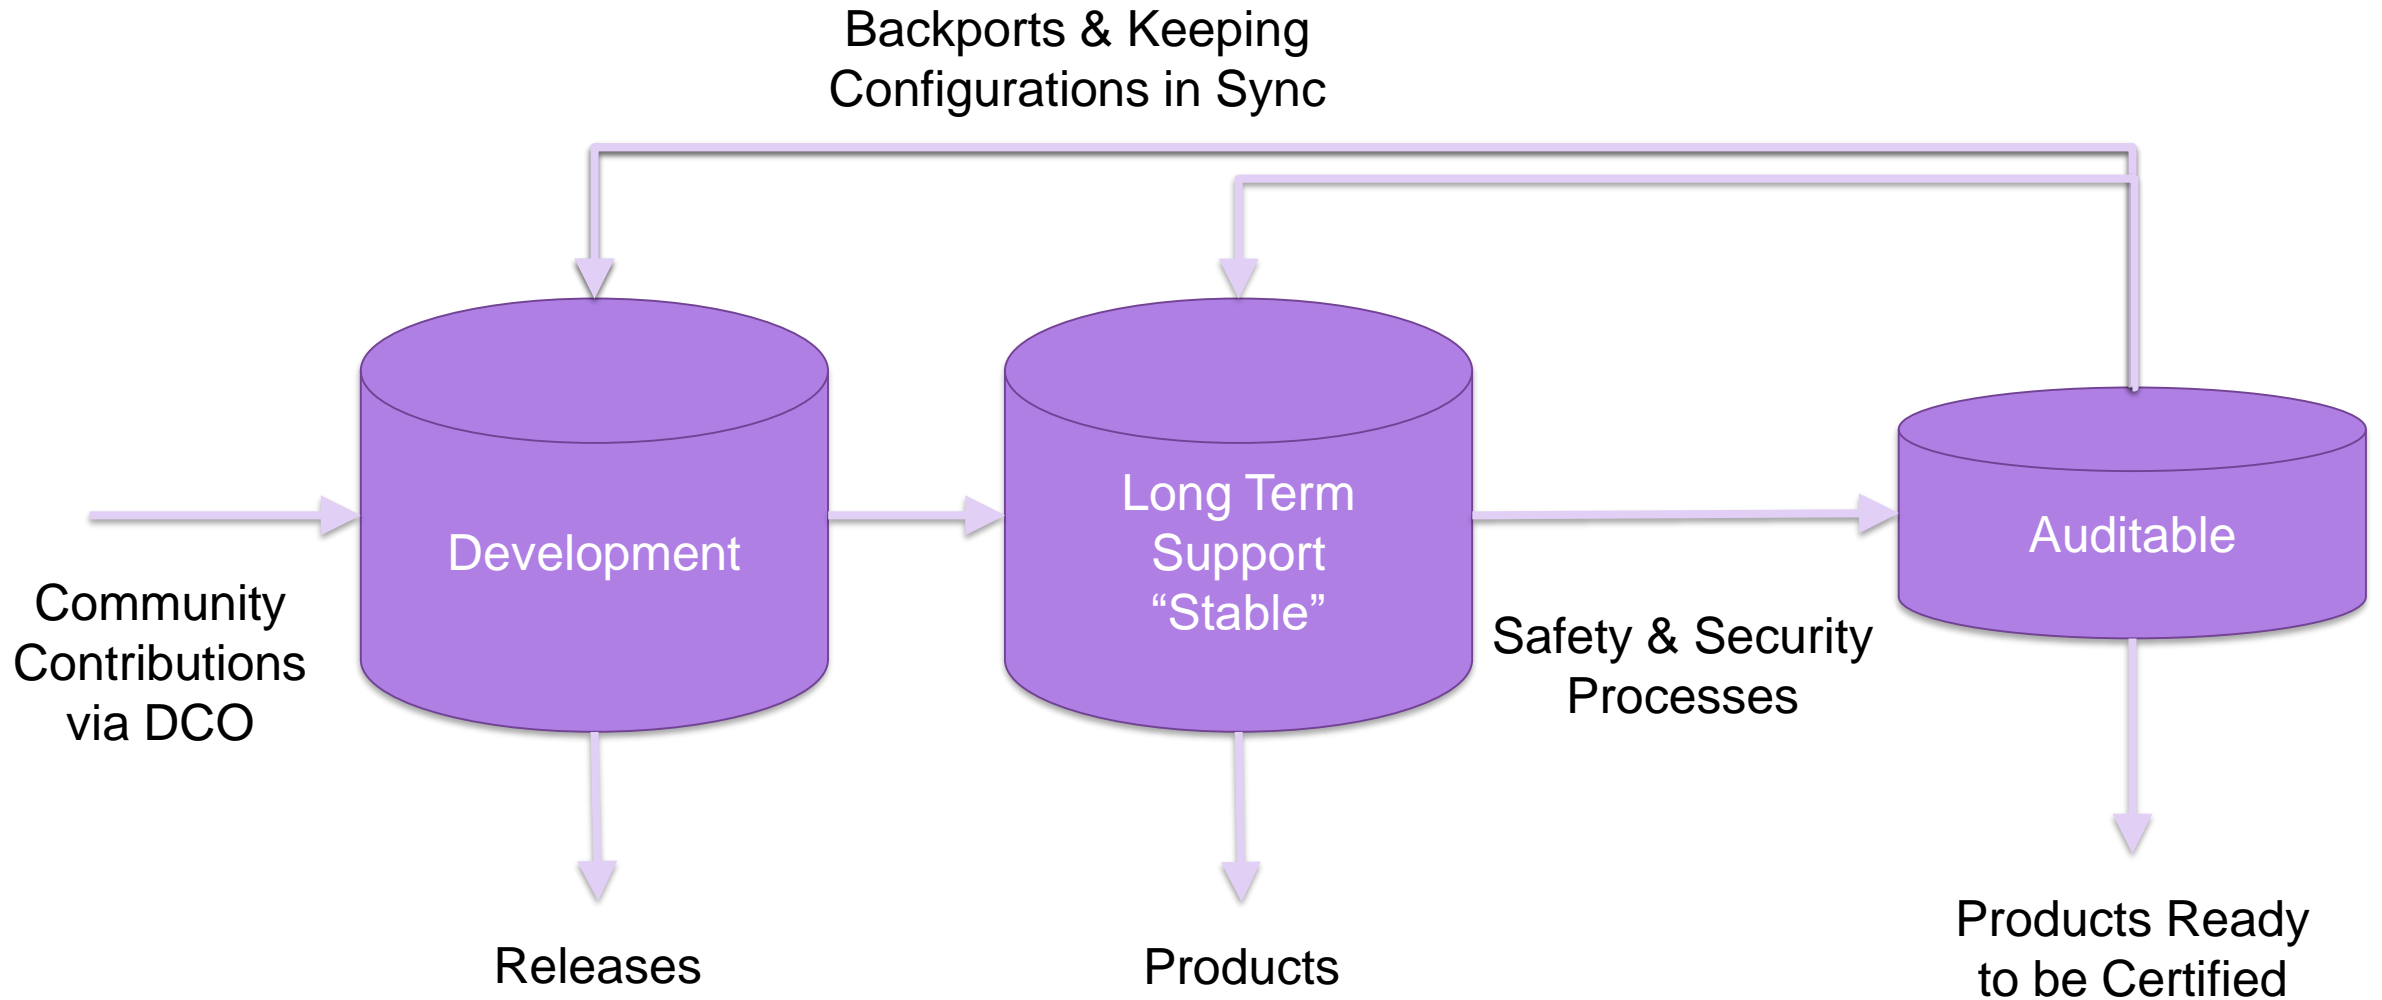 Backports & Keeping
Configurations in Sync
Development
Long Term
Support
“Stable”
Auditable
Community
Contributions
via DCO
Safety & Security
Processes
Releases
Products
Products Ready
to be Certified